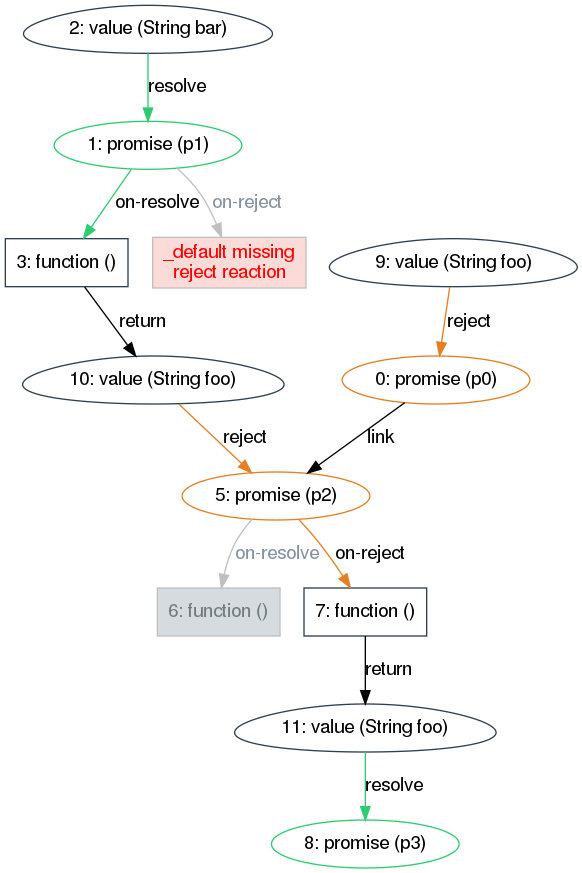 2: value (String bar)
resolve
1: promise (p1)
on-resolve
on-reject
3: function ()
_default missing
reject reaction
9: value (String foo)
return
reject
10: value (String foo)
0: promise (p0)
reject
link
5: promise (p2)
on-resolve
on-reject
6: function ()
7: function ()
return
11: value (String foo)
resolve
8: promise (p3)